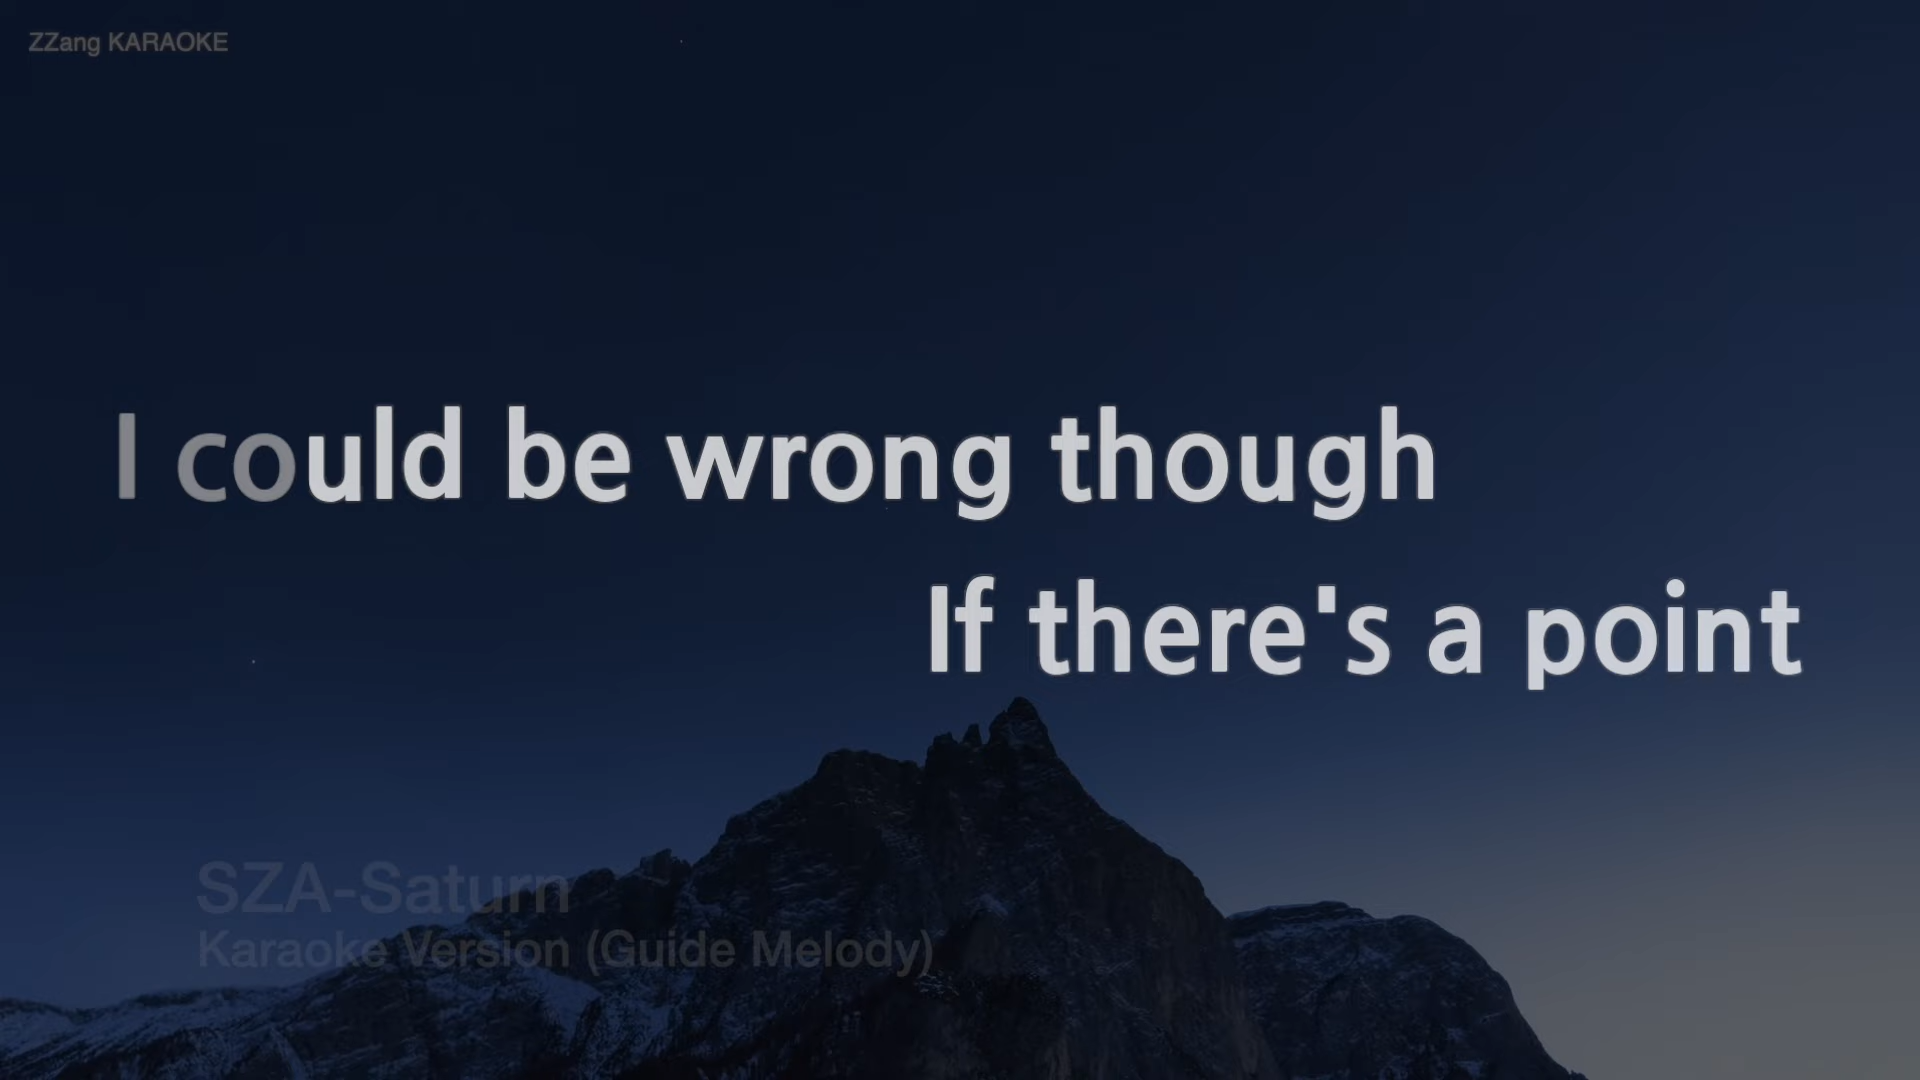 ZZang KARAOKE
I could be wrong though
If there's a point
SZA-Saturn
Karaoke Version (Guide Melody)